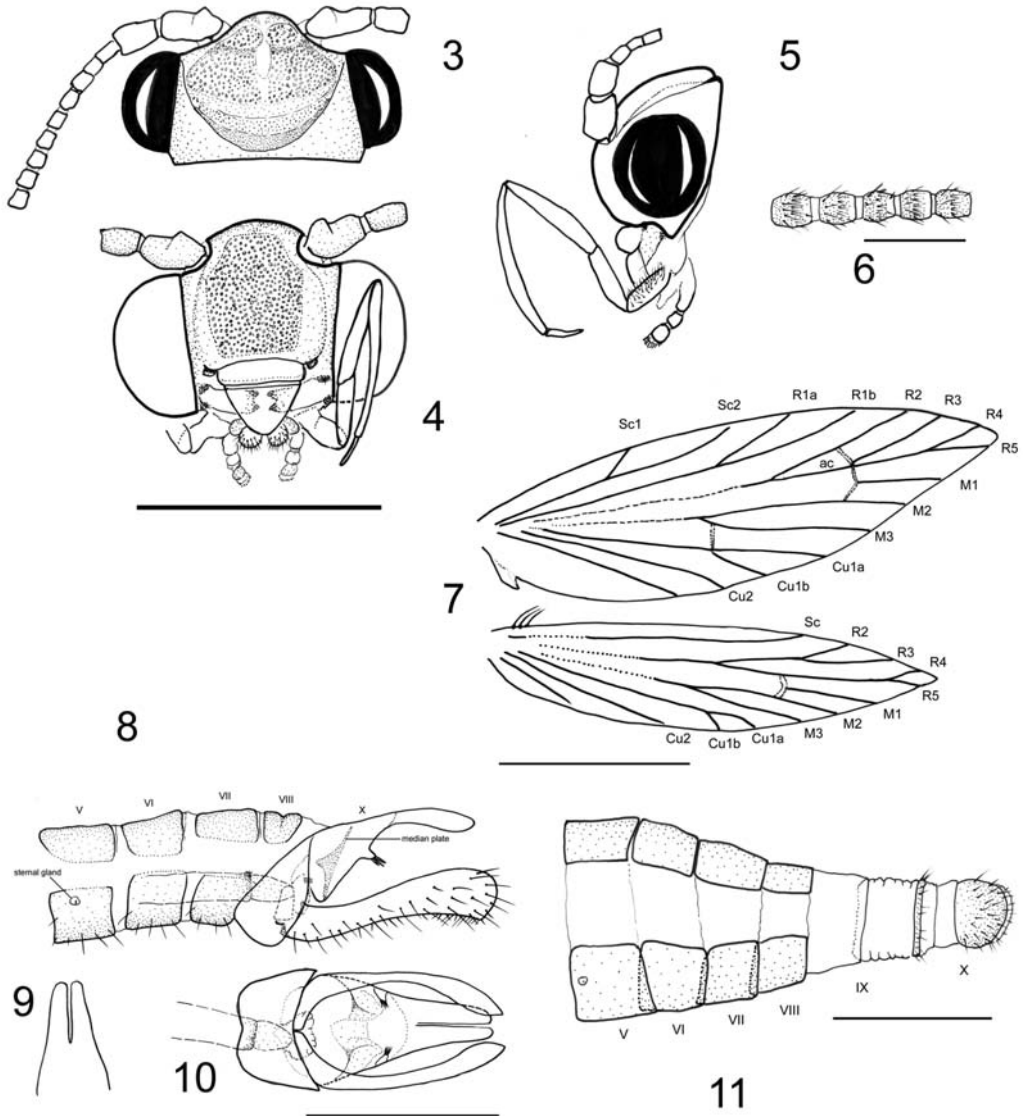 3
5
6
4
Sc1 Sc2 R1a R1b R2 R3 R4
R5
ac
M1
M2
M3
Cu1a
Cu1b
Cu2
7
Sc
R2
R3
R4
R5
M1
M2
M3
Cu1a
Cu1b
Cu2
8
V VI VII VIII X
median plate
sternal gland
9
10
V VI VII VIII IX X
11